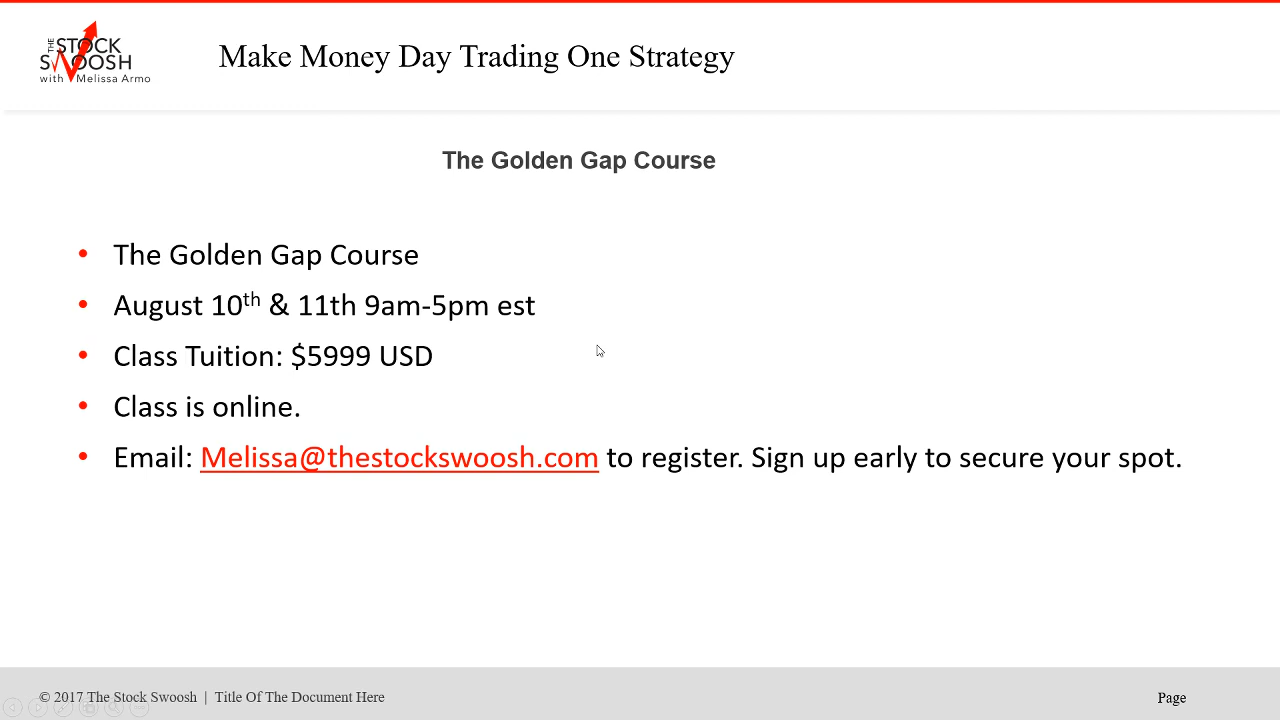 THE STOCK
SWOOSH
with Melissa Armo
Make Money Day Trading One Strategy
The Golden Gap Course
• The Golden Gap Course
• August 10th & 11th 9am-5pm est
• Class Tuition: $5999 USD
• Class is online.
• Email: Melissa@thestockswoosh.com to register. Sign up early to secure your spot.
© 2017 The Stock Swoosh | Title Of The Document Here
Page